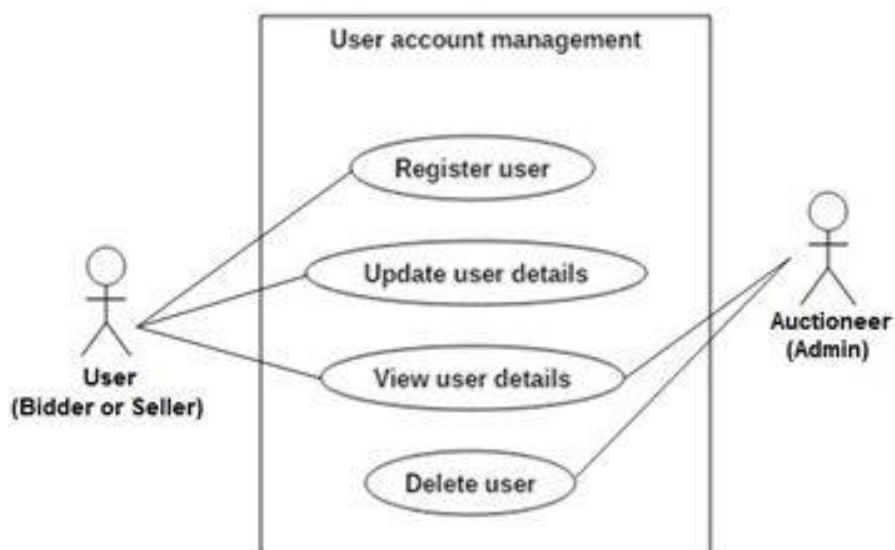 User account management
Register user
Update user details
View user details
Delete user
User
(Bidder or Seller)
Auctioneer
(Admin)